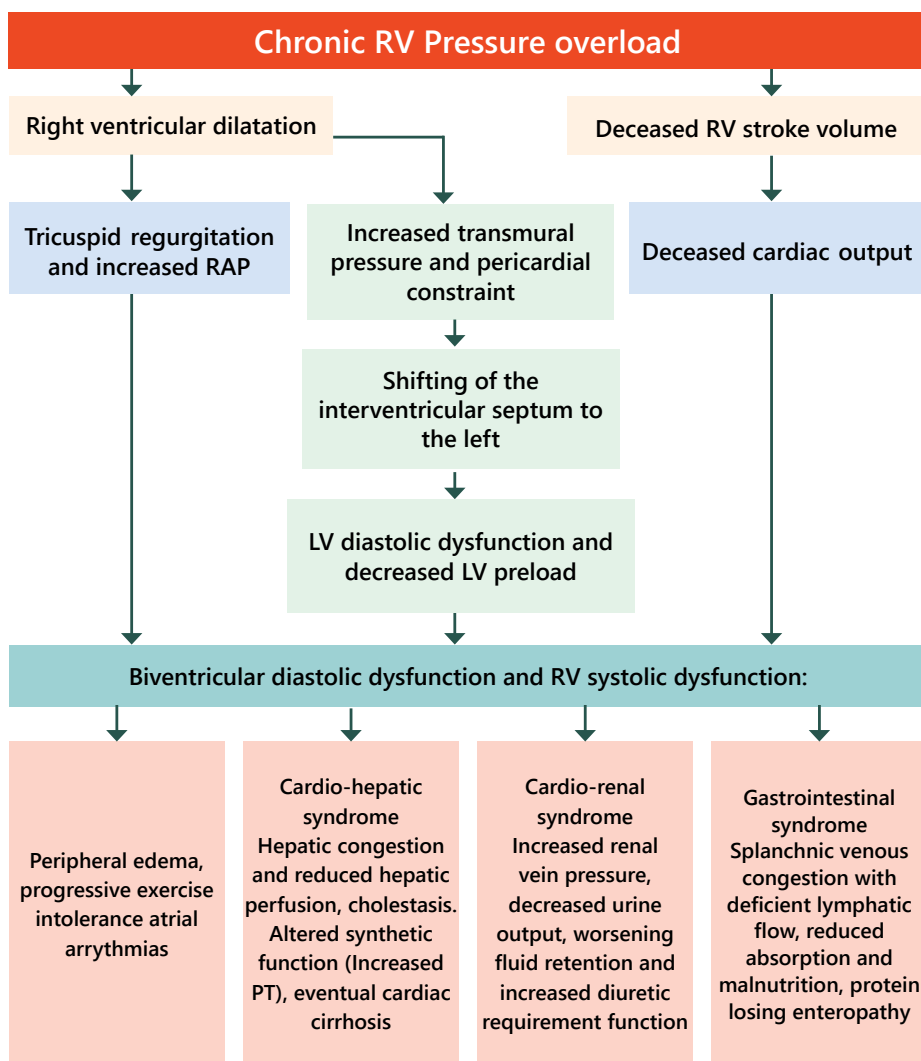 Chronic RV Pressure overload
Right ventricular dilatation
Deceased RV stroke volume
Tricuspid regurgitation
and increased RAP
Increased transmural
pressure and pericardial
constraint
Deceased cardiac output
Shifting of the
interventricular septum to
the left
LV diastolic dysfunction and
decreased LV preload
Biventricular diastolic dysfunction and RV systolic dysfunction:
Peripheral edema,
progressive exercise
intolerance atrial
arrythmias
Cardio-hepatic
syndrome
Hepatic congestion
and reduced hepatic
perfusion, cholestasis.
Altered synthetic
function (Increased
PT), eventual cardiac
cirrhosis
Cardio-renal
syndrome
Increased renal
vein pressure,
decreased urine
output, worsening
fluid retention and
increased diuretic
requirement function
Gastrointestinal
syndrome
Splanchnic venous
congestion with
deficient lymphatic
flow, reduced
absorption and
malnutrition, protein
losing enteropathy